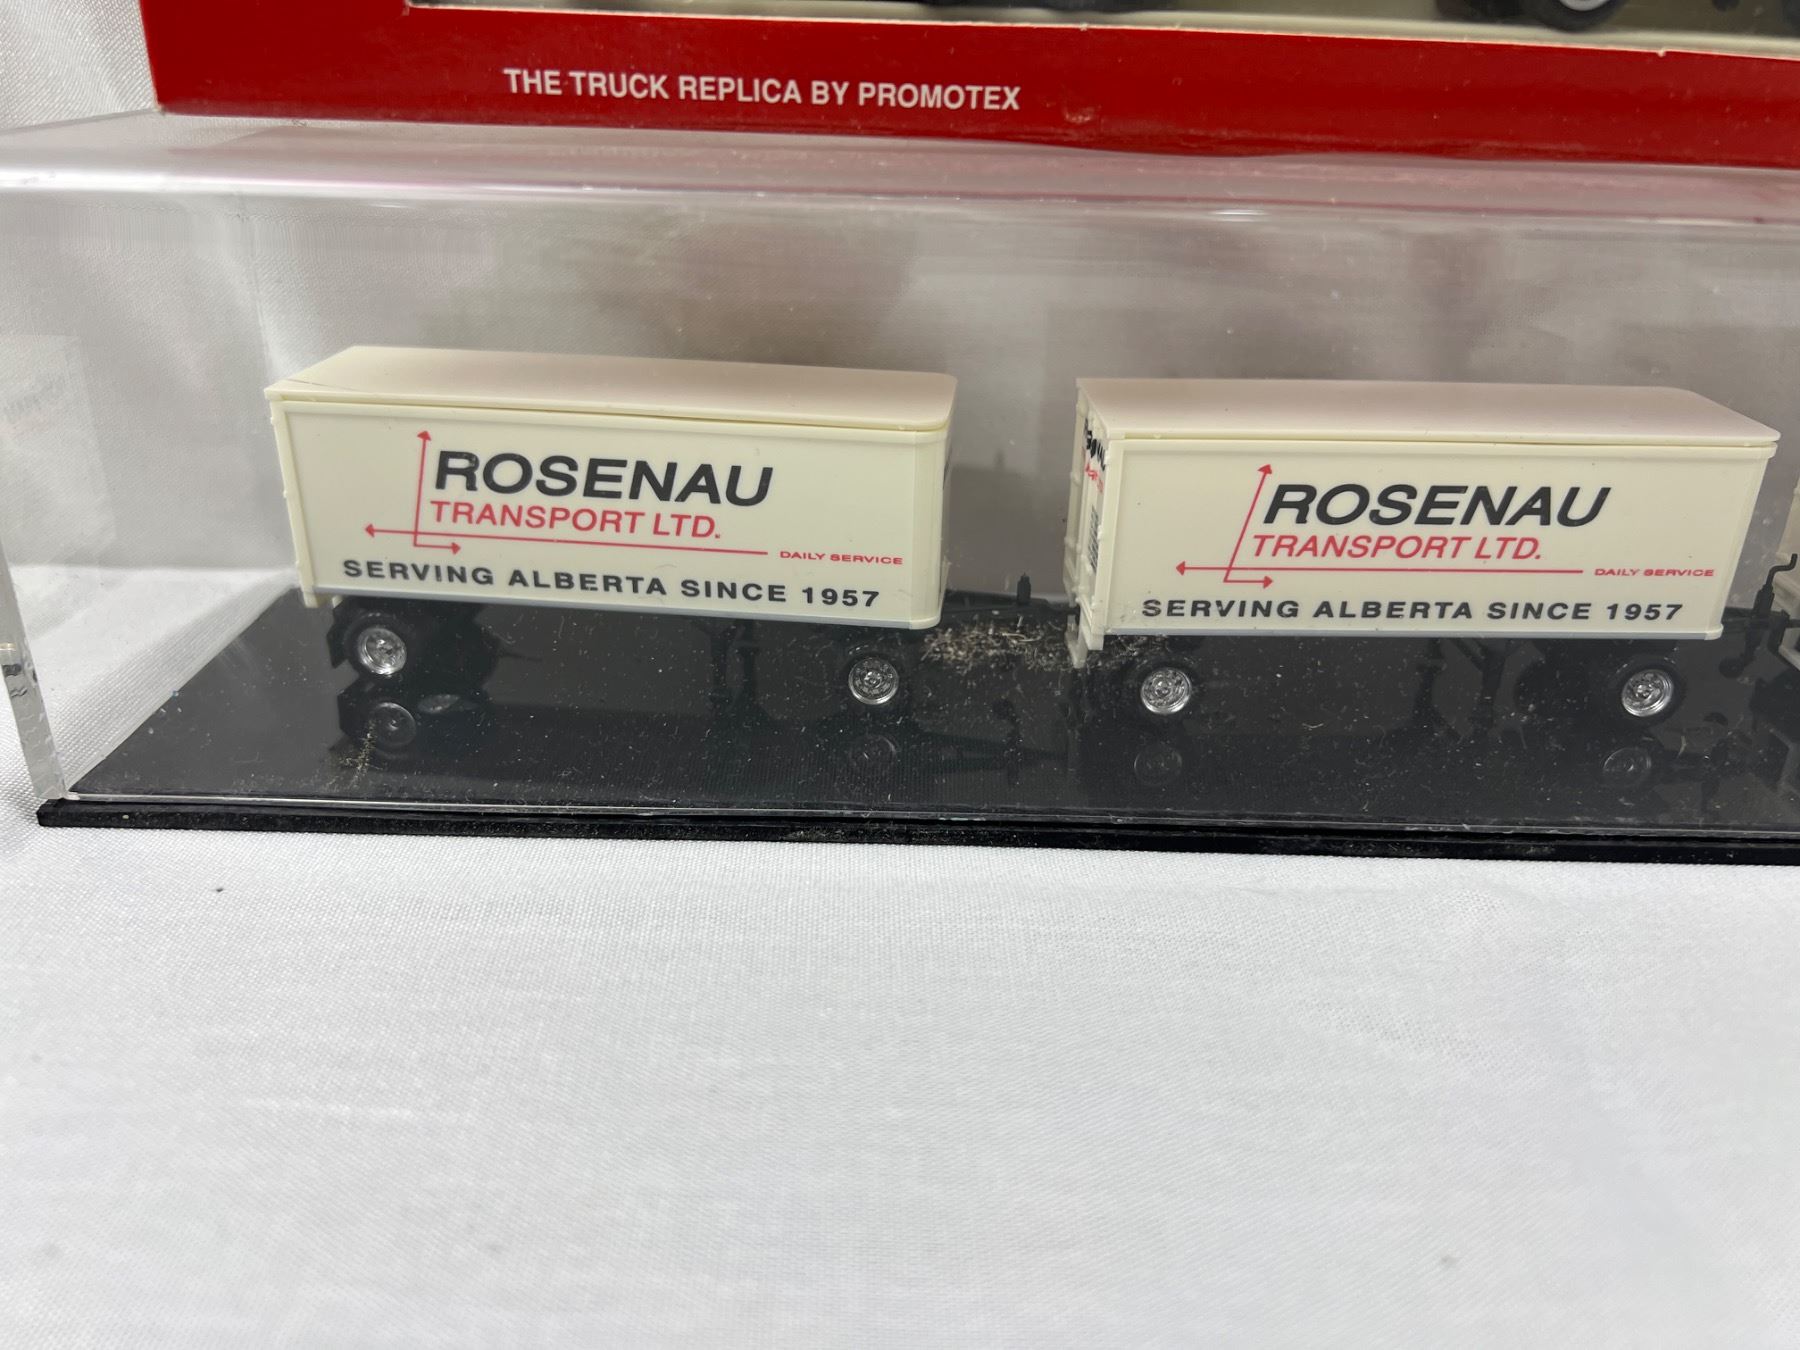 THE TRUCK REPLICA BY PROMOTEX
ROSENAU
TRANSPORT LTD.
DAILY SERVICE
SERVING ALBERTA SINCE 1957
ROSENAU
TRANSPORT LTD.
DAILY SERVICE
SERVING ALBERTA SINCE 1957